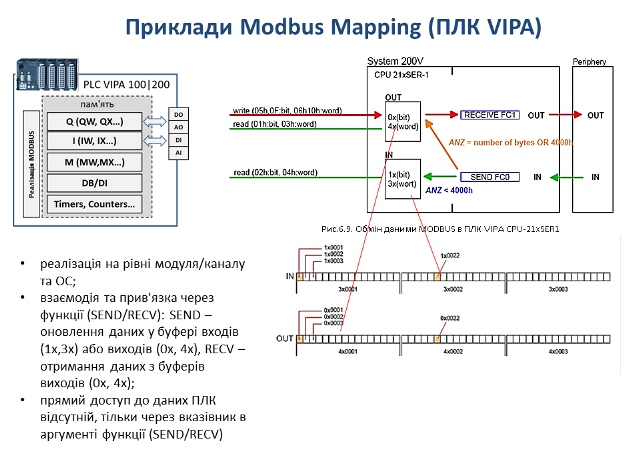 Приклади Modbus Mapping (ПЛК VIPA)
PLC VIPA 100|200
пам'ять
Реалізація MODBUS
Q (QW, QX...)
I (IW, IX...)
M (MW,MX...)
DB/DI
Timers, Counters...
DO
AO
DI
AI
System 200V
Periphery
CPU 21xSER-1
OUT
write (05h,0F:bit, 06h10h:word)
read (01h:bit, 03h:word)
0x(bit)
4x(word)
RECEIVE FC1
OUT
OUT
ANZ = number of bytes OR 4000h
IN
read (02h:bit, 04h:word)
1x(bit)
3x(wort)
SEND FC0
IN
IN
ANZ < 4000h
Рис.6.9. Обмін даними MODBUS в ПЛК VIPA CPU-21xSER1
1x0001
1x0002
1x0003
1x0022
IN
3x0001
3x0002
3x0003
0x0001
0x0002
0x0003
0x0022
OUT
4x0001
4x0002
4x0003
• реалізація на рівні модуля/каналу
та ОС;
• взаємодія та прив'язка через
функції (SEND/RECV): SEND –
оновлення даних у буфері входів
(1x,3x) або виходів (0x, 4x), RECV –
отримання даних з буферів
виходів (0x, 4x);
• прямий доступ до даних ПЛК
відсутній, тільки через вказівник в
аргументі функції (SEND/RECV)